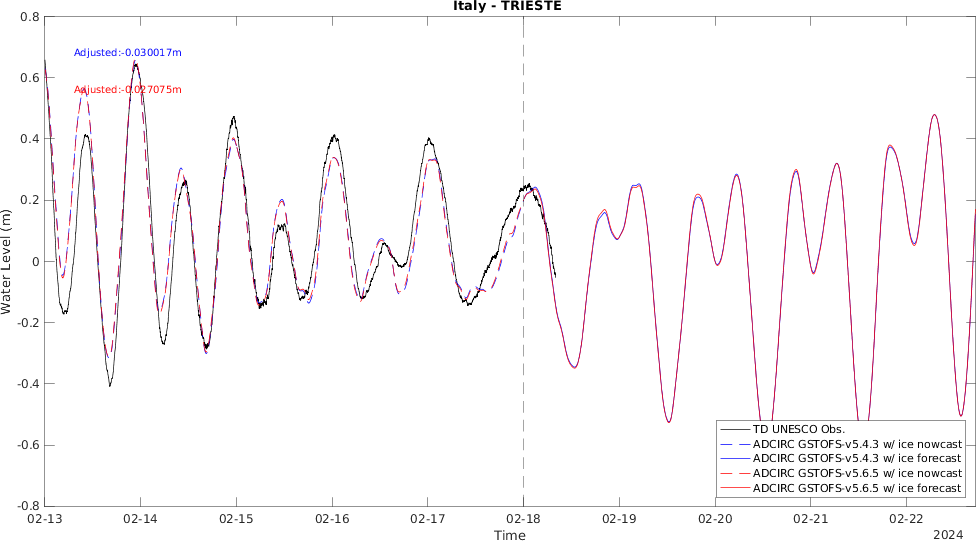 Italy - TRIESTE
Adjusted:-0.030017m
Adjusted:-0.027075m
0.8
0.6
0.4
0.2
0
-0.2
-0.4
-0.6
-0.8
Water Level (m)
TD UNESCO Obs.
ADCIRC GSTOFS-v5.4.3 w/ ice nowcast
ADCIRC GSTOFS-v5.4.3 w/ ice forecast
ADCIRC GSTOFS-v5.6.5 w/ ice nowcast
ADCIRC GSTOFS-v5.6.5 w/ ice forecast
02-13 02-14 02-15 02-16 02-17 02-18 02-19 02-20 02-21 02-22
Time
2024